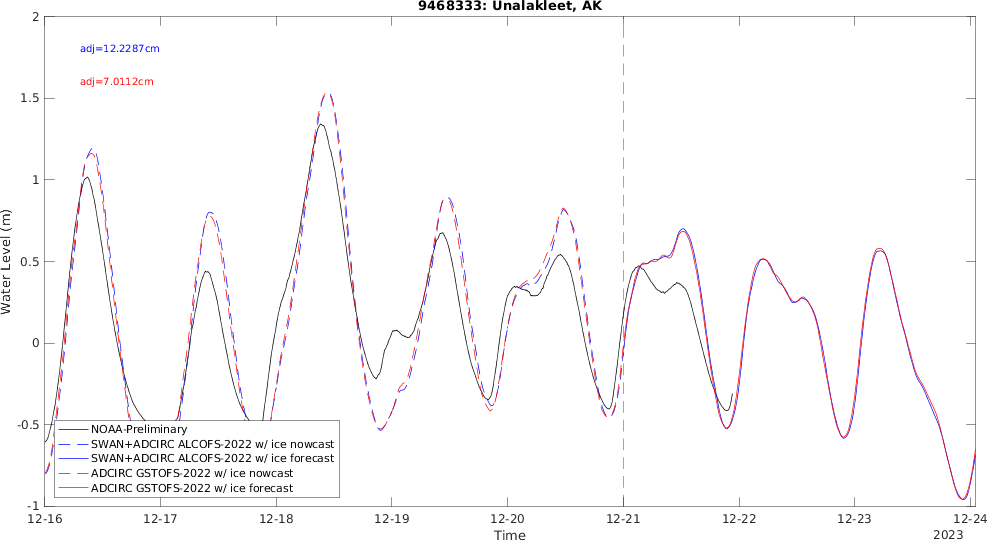 9468333: Unalakleet, AK
2
1.5
1
0.5
0
-0.5
-1
Water Level (m)
adj=12.2287cm
adj=7.0112cm
NOAA-Preliminary
SWAN+ADCIRC ALCOFS-2022 w/ ice nowcast
SWAN+ADCIRC ALCOFS-2022 w/ ice forecast
ADCIRC GSTOFS-2022 w/ ice nowcast
ADCIRC GSTOFS-2022 w/ ice forecast
12-16 12-17 12-18 12-19 12-20 12-21 12-22 12-23 12-24
Time
2023